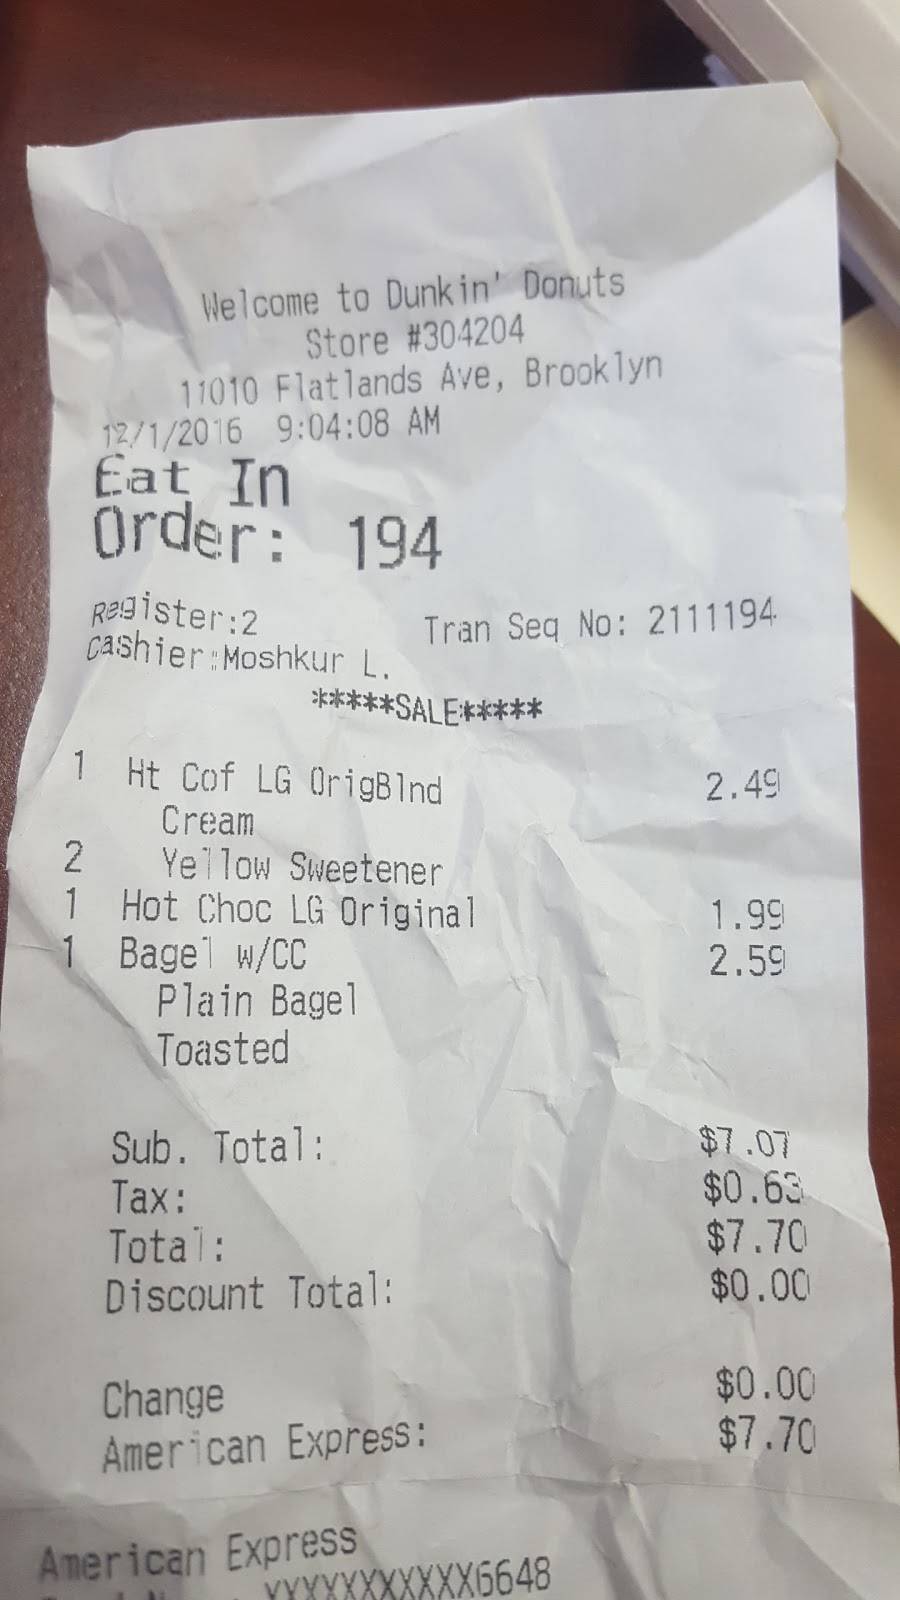 Welcome to Dunkin' Donuts
Store #304204
11010 Flatlands Ave, Brooklyn
12/1/2016 9:04:08 AM
Eat In
Order: 194
Register:2 Tran Seq No: 2111194
Cashier:Moshkur L.
*****SALE*****
1 Ht Cof LG OrigBlnd 2.49
Cream
2 Yellow Sweetener
1 Hot Choc LG Original 1.99
1 Bagel w/CC 2.59
Plain Bagel
Toasted
Sub. Total: $7.07
Tax: $0.63
Total: $7.70
Discount Total: $0.00
Change $0.00
American Express: $7.70
American Express
XXXXXXXXXXX6648